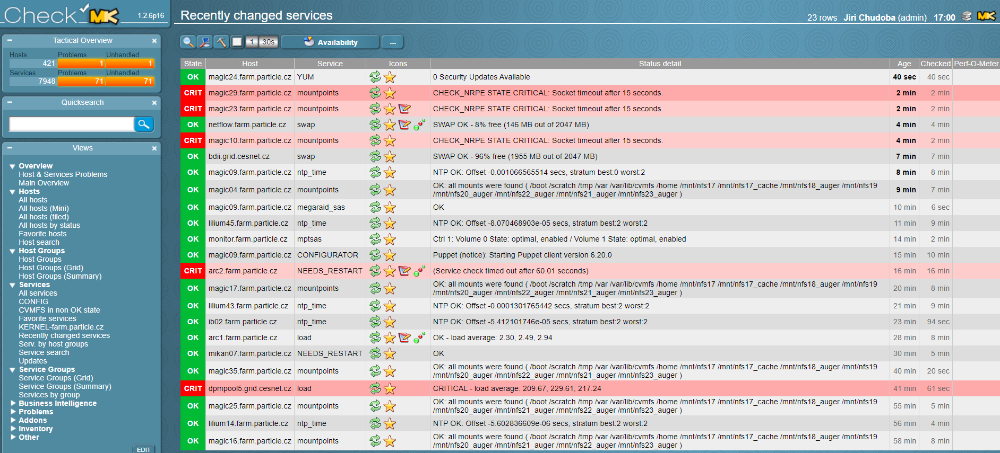 Check_MK 1.2.6p16
Recently changed services
23 rows Jiri Chudoba (admin) 17:00 MK
Tactical Overview
Hosts Problems Unhandled
421 1 1
Services Problems Unhandled
7948 71 71
Quicksearch
Views
Overview
Host & Services Problems
Main Overview
Hosts
All hosts
All hosts (Mini)
All hosts (tiled)
All hosts by status
Favorite hosts
Host search
Host Groups
Host Groups
Host Groups (Grid)
Host Groups (Summary)
Services
All services
CONFIG
CVMFS in non OK state
Favorite services
KERNEL-farm.particle.cz
Recently changed services
Serv. by host groups
Service search
Updates
Service Groups
Service Groups (Grid)
Service Groups (Summary)
Services by group
Business Intelligence
Problems
Addons
Inventory
Other
EDIT
1 30s Availability ...
State Host Service Icons Status detail Age Checked Perf-O-Meter
OK magic24.farm.particle.cz YUM 0 Security Updates Available 40 sec 40 sec
CRIT magic29.farm.particle.cz mountpoints CHECK_NRPE STATE CRITICAL: Socket timeout after 15 seconds. 2 min 2 min
CRIT magic23.farm.particle.cz mountpoints CHECK_NRPE STATE CRITICAL: Socket timeout after 15 seconds. 2 min 2 min
OK netflow.farm.particle.cz swap SWAP OK - 8% free (146 MB out of 2047 MB) 4 min 4 min
CRIT magic10.farm.particle.cz mountpoints CHECK_NRPE STATE CRITICAL: Socket timeout after 15 seconds. 4 min 2 min
OK bdii.grid.cesnet.cz swap SWAP OK - 96% free (1955 MB out of 2047 MB) 7 min 7 min
OK magic09.farm.particle.cz ntp_time NTP OK: Offset -0.001066565514 secs, stratum best:0 worst:2 8 min 8 min
OK magic04.farm.particle.cz mountpoints OK: all mounts were found ( /boot /scratch /tmp /var /var/lib/cvmfs /home /mnt/nfs17 /mnt/nfs17_cache /mnt/nfs18_auger /mnt/nfs19 9 min 7 min
/mnt/nfs20_auger /mnt/nfs22_auger /mnt/nfs21_auger /mnt/nfs23_auger )
OK magic09.farm.particle.cz megaraid_sas OK 10 min 6 sec
OK lilium45.farm.particle.cz ntp_time NTP OK: Offset -8.070468903e-05 secs, stratum best:2 worst:2 11 min 9 min
OK monitor.farm.particle.cz mptsas Ctrl 1: Volume 0 State: optimal, enabled / Volume 1 State: optimal, enabled 14 min 2 min
OK magic09.farm.particle.cz CONFIGURATOR Puppet (notice): Starting Puppet client version 6.20.0 15 min 10 min
CRIT arc2.farm.particle.cz NEEDS_RESTART (Service check timed out after 60.01 seconds) 16 min 16 min
OK magic17.farm.particle.cz mountpoints OK: all mounts were found ( /boot /scratch /tmp /var /var/lib/cvmfs /home /mnt/nfs17 /mnt/nfs17_cache /mnt/nfs18_auger /mnt/nfs19 20 min 8 min
/mnt/nfs20_auger /mnt/nfs22_auger /mnt/nfs21_auger /mnt/nfs23_auger )
OK lilium43.farm.particle.cz ntp_time NTP OK: Offset -0.0001301765442 secs, stratum best:2 worst:2 21 min 9 min
OK ib02.farm.particle.cz ntp_time NTP OK: Offset -5.412101746e-05 secs, stratum best:2 worst:2 23 min 94 sec
OK arc1.farm.particle.cz load OK - load average: 2.30, 2.49, 2.94 28 min 8 min
OK mikan07.farm.particle.cz NEEDS_RESTART OK 30 min 5 min
OK magic35.farm.particle.cz mountpoints OK: all mounts were found ( /boot /scratch /tmp /var /var/lib/cvmfs /home /mnt/nfs17 /mnt/nfs17_cache /mnt/nfs18_auger /mnt/nfs19 40 min 20 sec
/mnt/nfs20_auger /mnt/nfs22_auger /mnt/nfs21_auger /mnt/nfs23_auger )
CRIT dpmpool5.grid.cesnet.cz load CRITICAL - load average: 209.67, 229.61, 217.24 41 min 61 sec
OK magic25.farm.particle.cz mountpoints OK: all mounts were found ( /boot /scratch /tmp /var /var/lib/cvmfs /home /mnt/nfs17 /mnt/nfs17_cache /mnt/nfs18_auger /mnt/nfs19 55 min 5 min
/mnt/nfs20_auger /mnt/nfs21_auger /mnt/nfs22_auger /mnt/nfs23_auger )
OK lilium14.farm.particle.cz ntp_time NTP OK: Offset -5.602836609e-06 secs, stratum best:2 worst:2 56 min 4 min
OK magic16.farm.particle.cz mountpoints OK: all mounts were found ( /boot /scratch /tmp /var /var/lib/cvmfs /home /mnt/nfs17 /mnt/nfs17_cache /mnt/nfs18_auger /mnt/nfs19 58 min 8 min
/mnt/nfs20_auger /mnt/nfs21_auger /mnt/nfs22_auger /mnt/nfs23_auger )